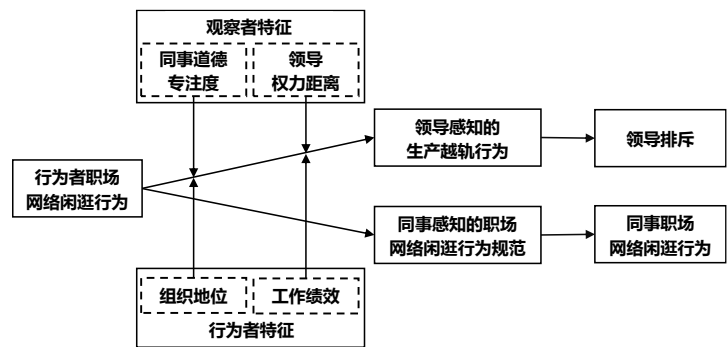 观察者特征
同事道德
专注度
领导
权力距离
领导感知的
生产越轨行为
领导排斥
行为者职场
网络闲逛行为
同事感知的职场
网络闲逛行为规范
同事职场
网络闲逛行为
组织地位
工作绩效
行为者特征